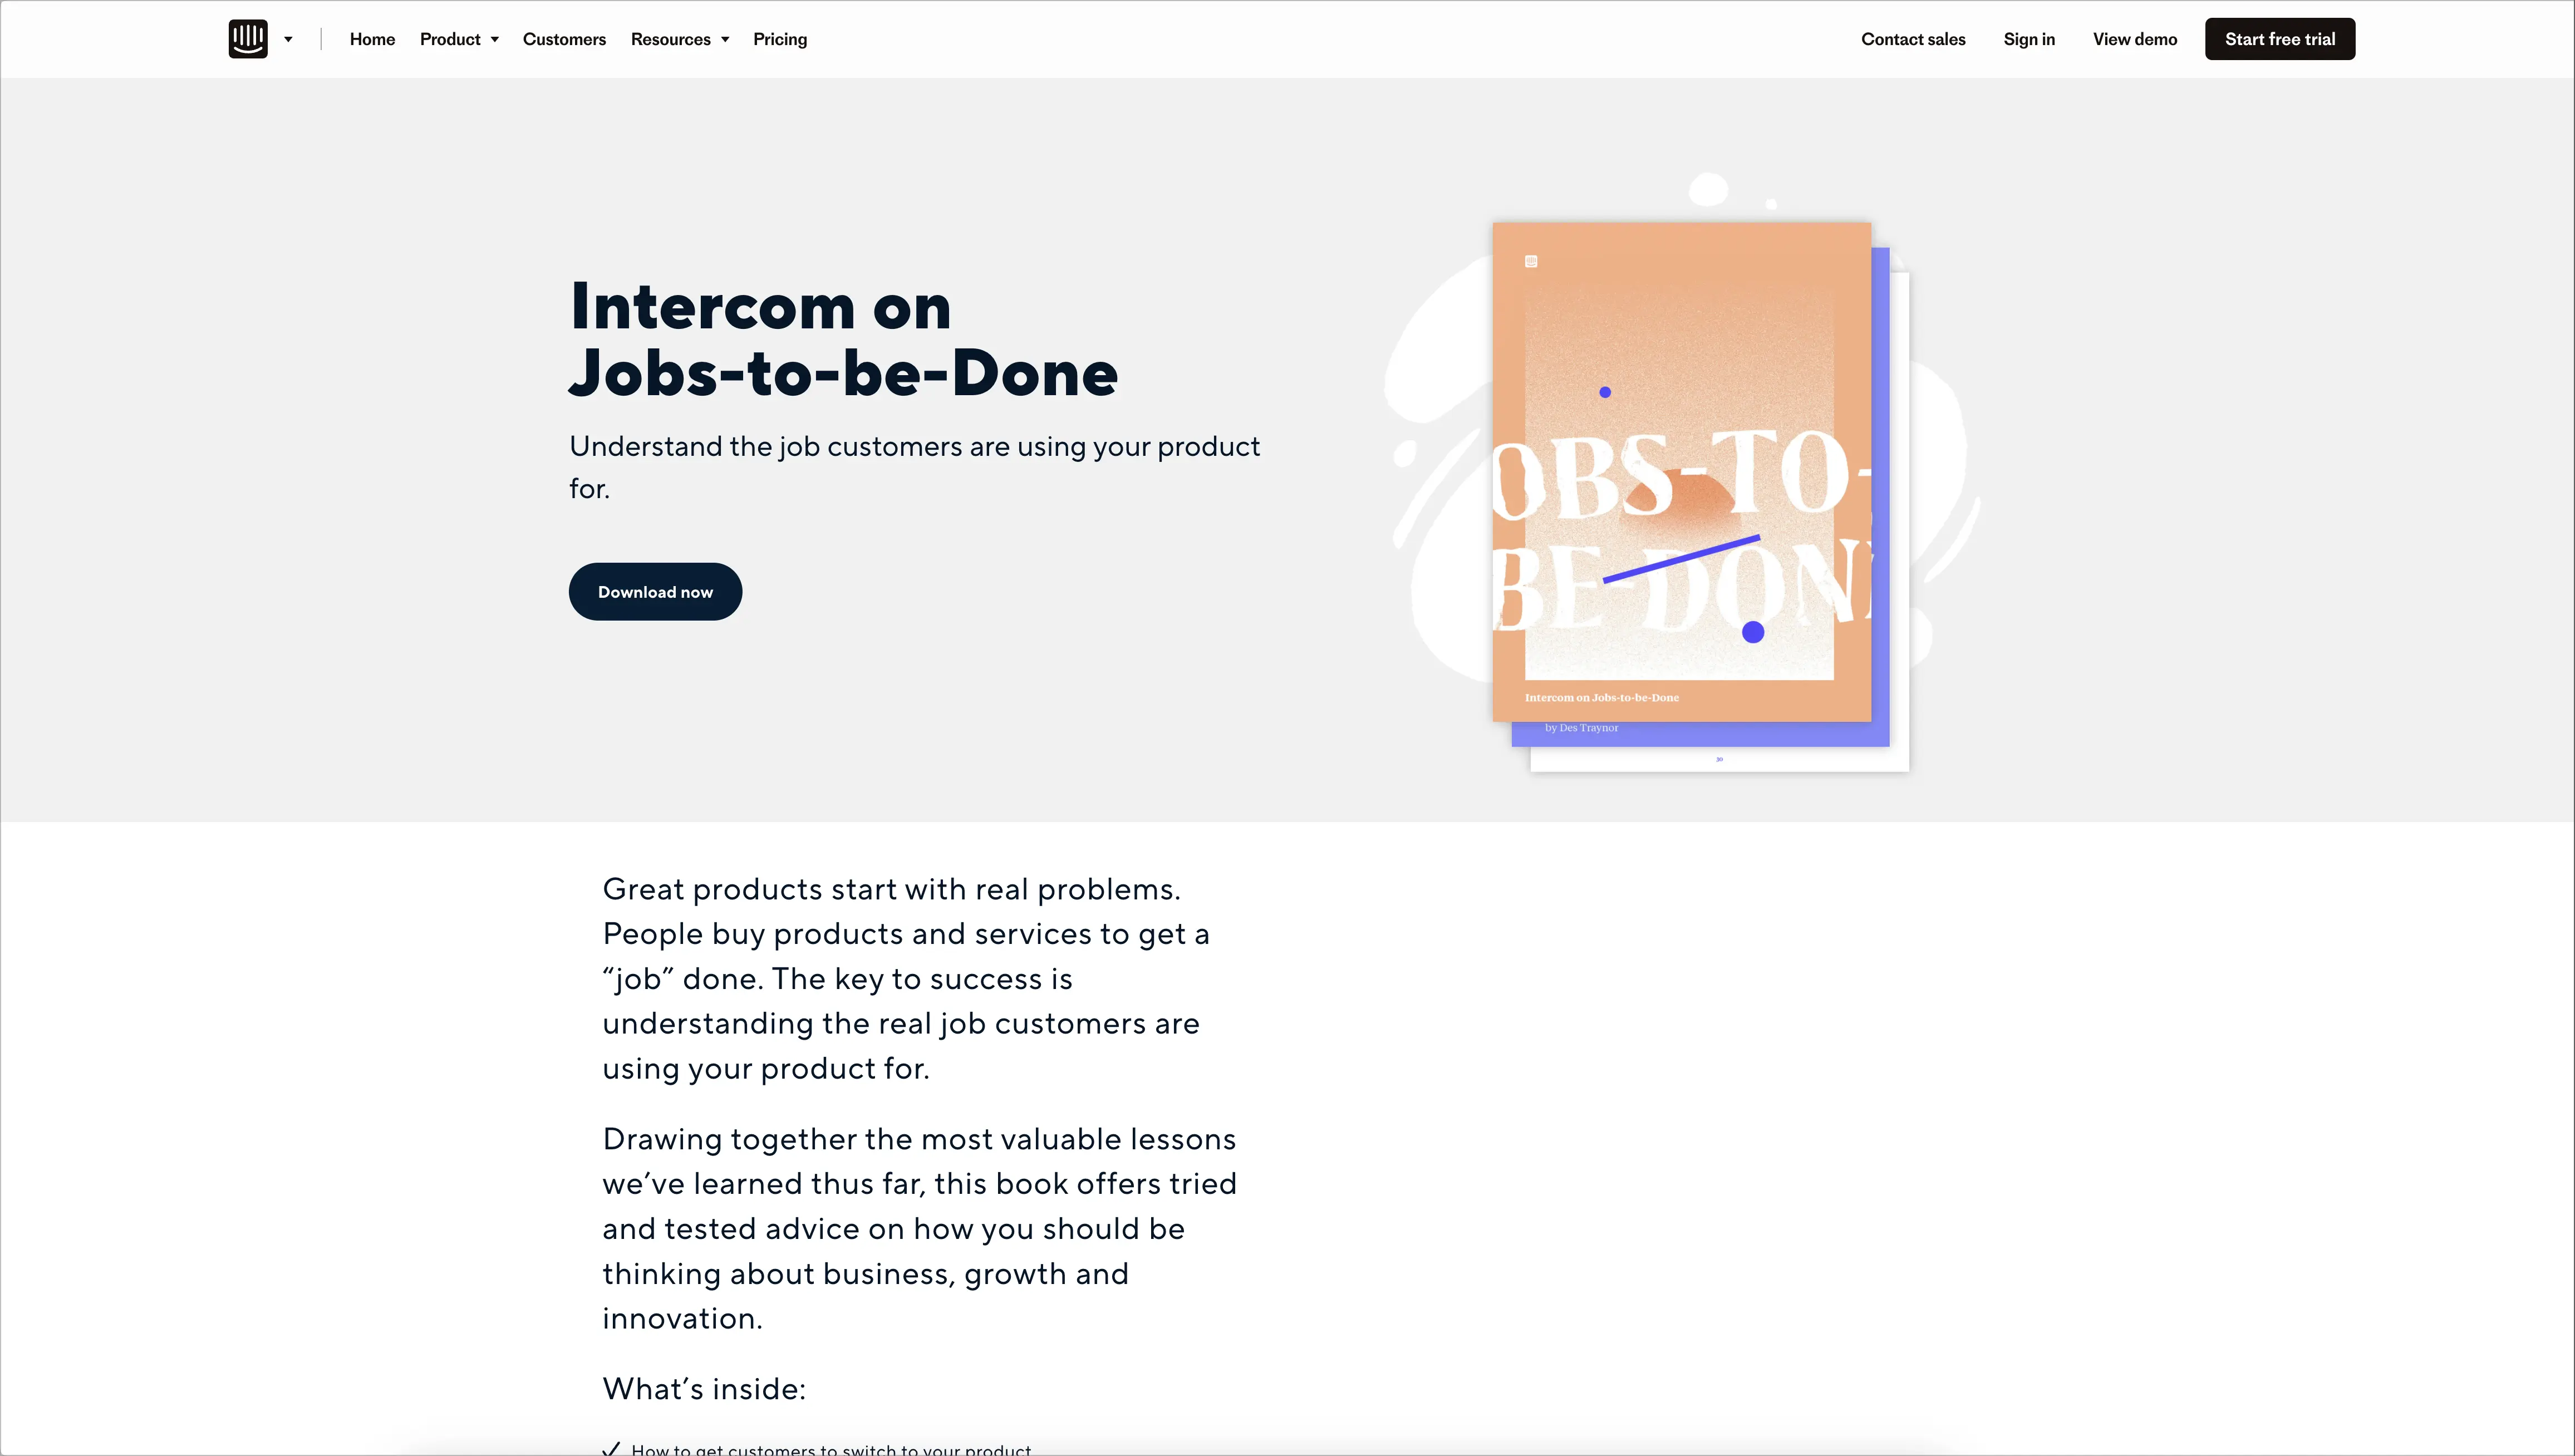 Home Product Customers Resources Pricing Contact sales Sign in View demo Start free trial
Intercom on
Jobs-to-be-Done
Understand the job customers are using your product
for.
Download now
OBS-TO-
BE-DON
Intercom on Jobs-to-be-Done
by Des Traynor
30
Great products start with real problems.
People buy products and services to get a
“job” done. The key to success is
understanding the real job customers are
using your product for.
Drawing together the most valuable lessons
we’ve learned thus far, this book offers tried
and tested advice on how you should be
thinking about business, growth and
innovation.
What’s inside:
How to get customers to switch to your product